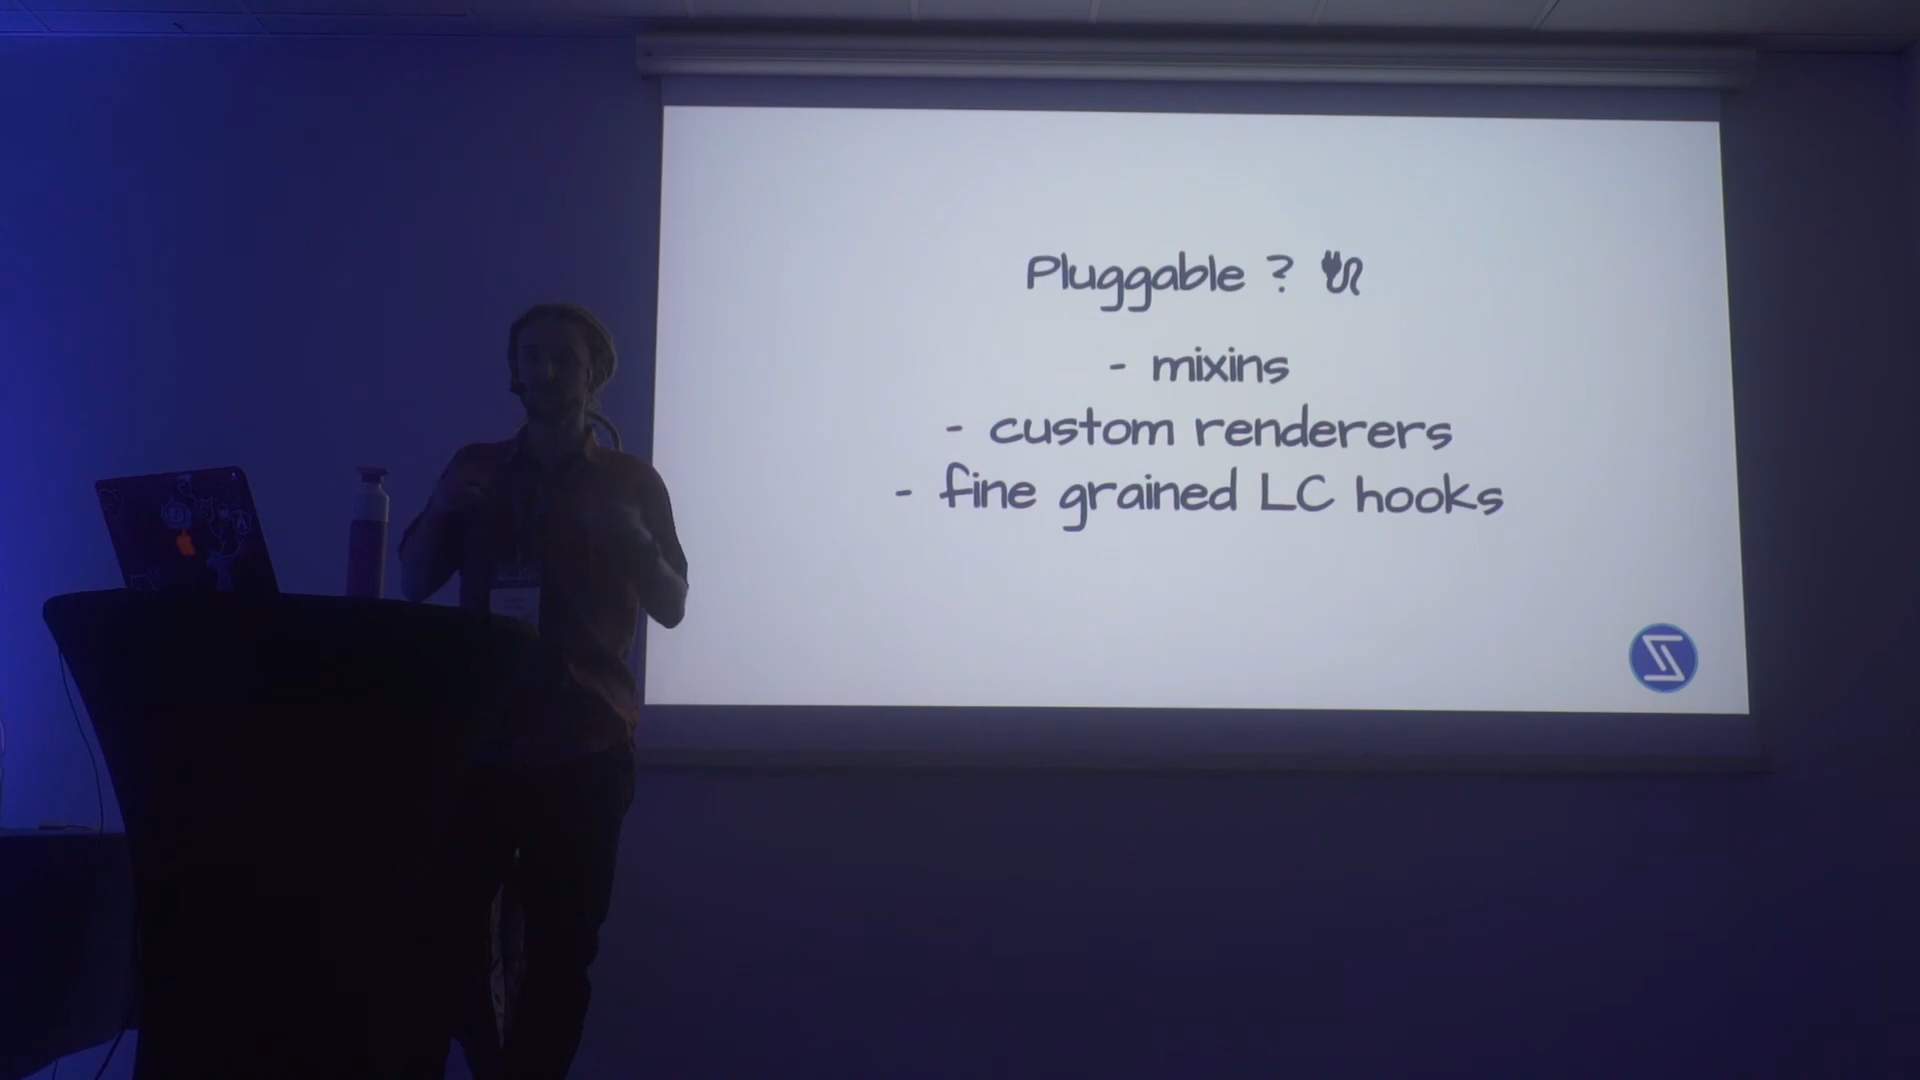 Pluggable ?
- mixins
- custom renderers
- fine grained LC hooks